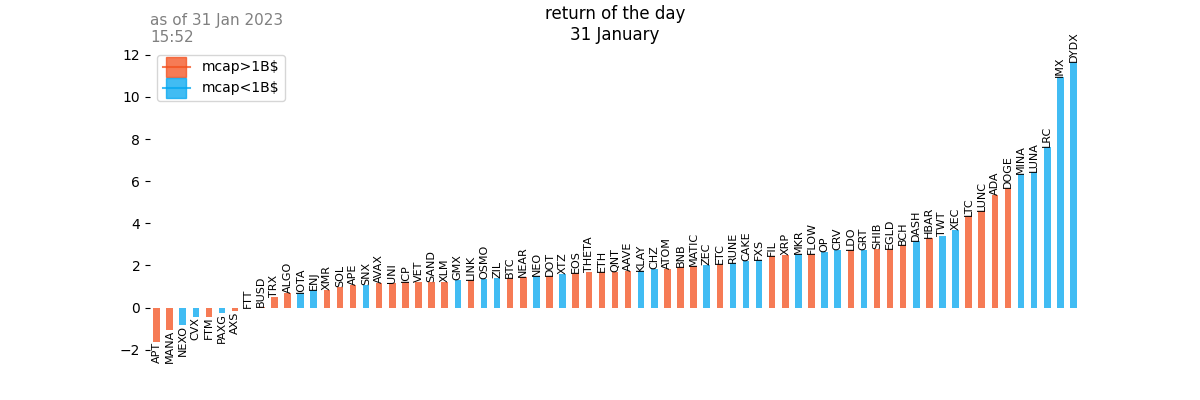 as of 31 Jan 2023
15:52
return of the day
31 January
mcap>1B$
mcap<1B$
12
10
8
6
4
2
0
−2
APT
MANA
NEXO
CVX
FTM
PAXG
AXS
FTT
BUSD
TRX
ALGO
IOTA
ENJ
XMR
SOL
APE
SNX
AVAX
UNI
ICP
VET
SAND
XLM
GMX
LINK
OSMO
ZIL
BTC
NEAR
NEO
DOT
XTZ
EOS
THETA
ETH
QNT
AAVE
KLAY
CHZ
ATOM
BNB
MATIC
ZEC
ETC
RUNE
CAKE
FXS
FIL
XRP
MKR
FLOW
OP
CRV
LDO
GRT
SHIB
EGLD
BCH
DASH
HBAR
TWT
XEC
LTC
LUNC
ADA
DOGE
MINA
LUNA
LRC
IMX
DYDX